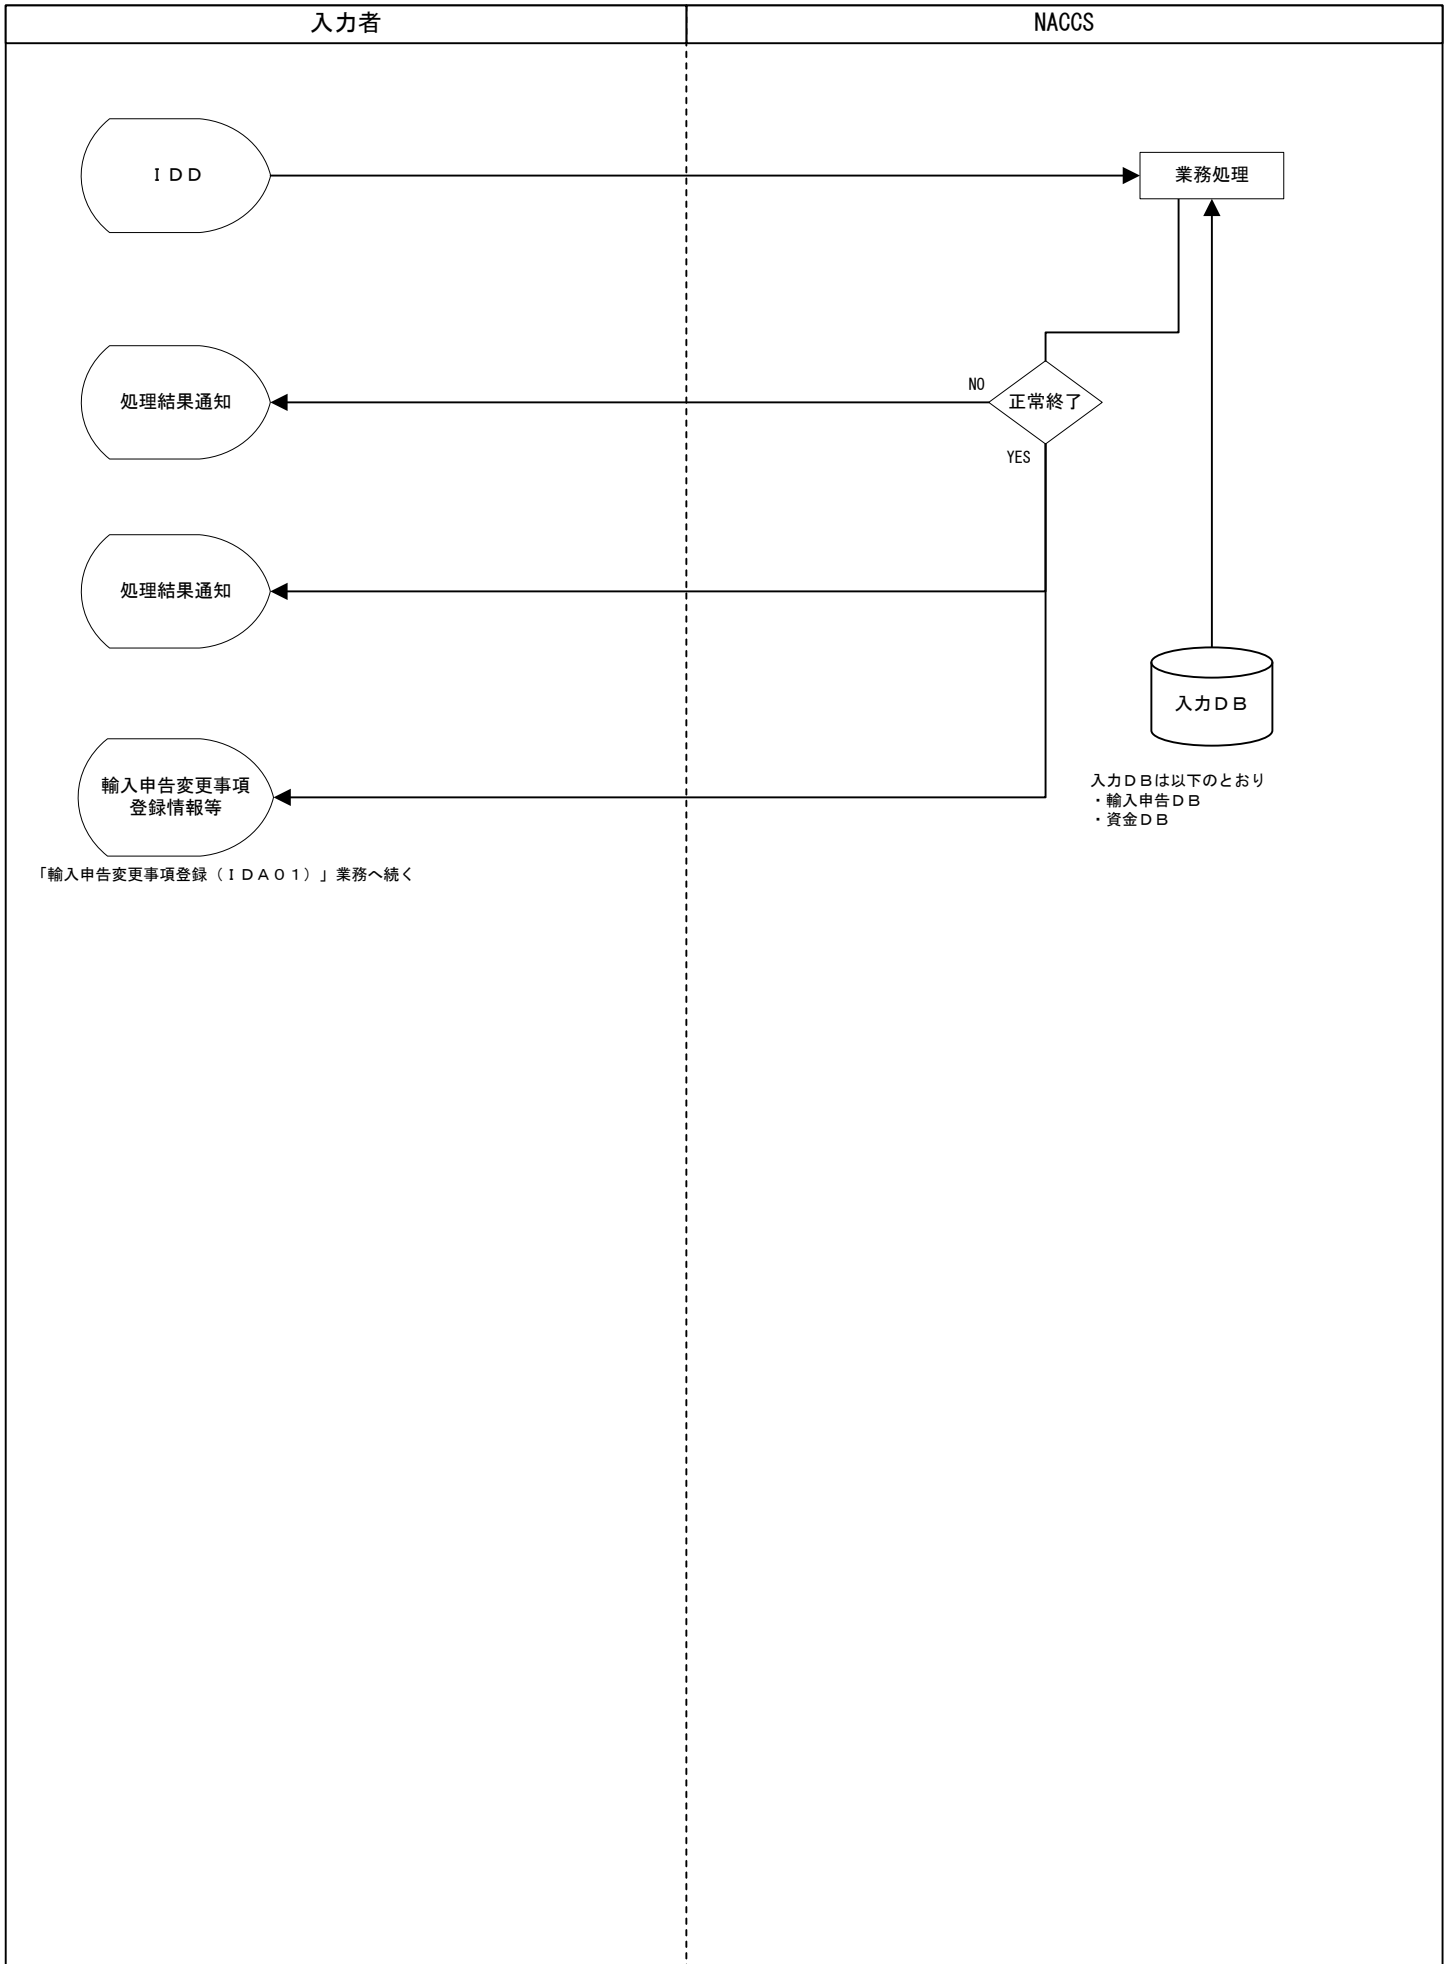 入力者
NACCS
ＩＤＤ
業務処理
処理結果通知
NO
正常終了
YES
処理結果通知
入力ＤＢ
輸入申告変更事項
登録情報等
入力ＤＢは以下のとおり
・輸入申告ＤＢ
・資金ＤＢ
「輸入申告変更事項登録（ＩＤＡ０１）」業務へ続く